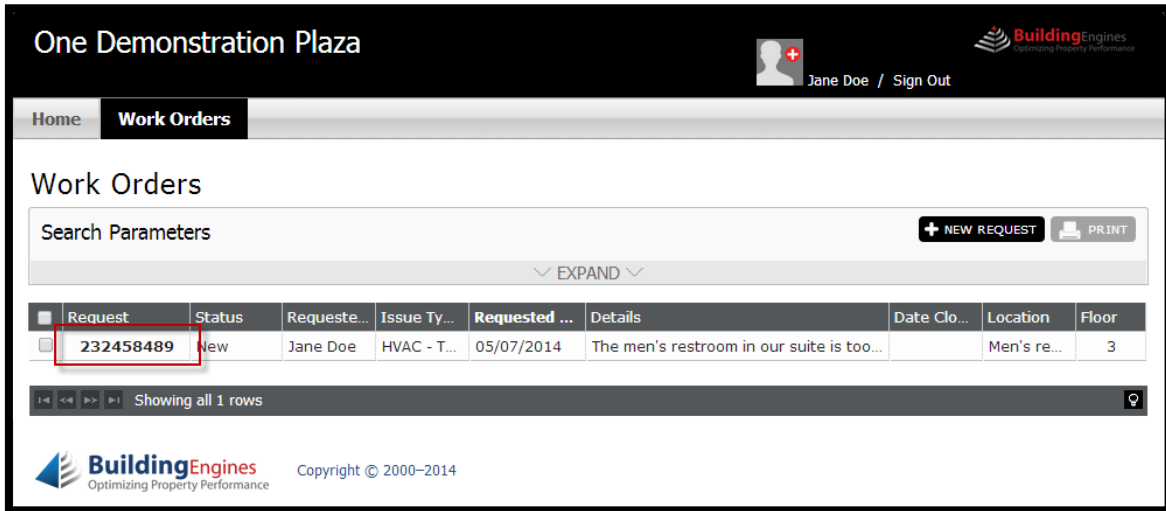 One Demonstration Plaza
BuildingEngines
Optimizing Property Performance
Jane Doe / Sign Out
Home Work Orders
Work Orders
Search Parameters
NEW REQUEST PRINT
EXPAND
Request Status Requeste... Issue Ty... Requested ... Details Date Clo... Location Floor
232458489 New Jane Doe HVAC - T... 05/07/2014 The men's restroom in our suite is too... Men's re... 3
Showing all 1 rows
BuildingEngines
Optimizing Property Performance
Copyright © 2000–2014